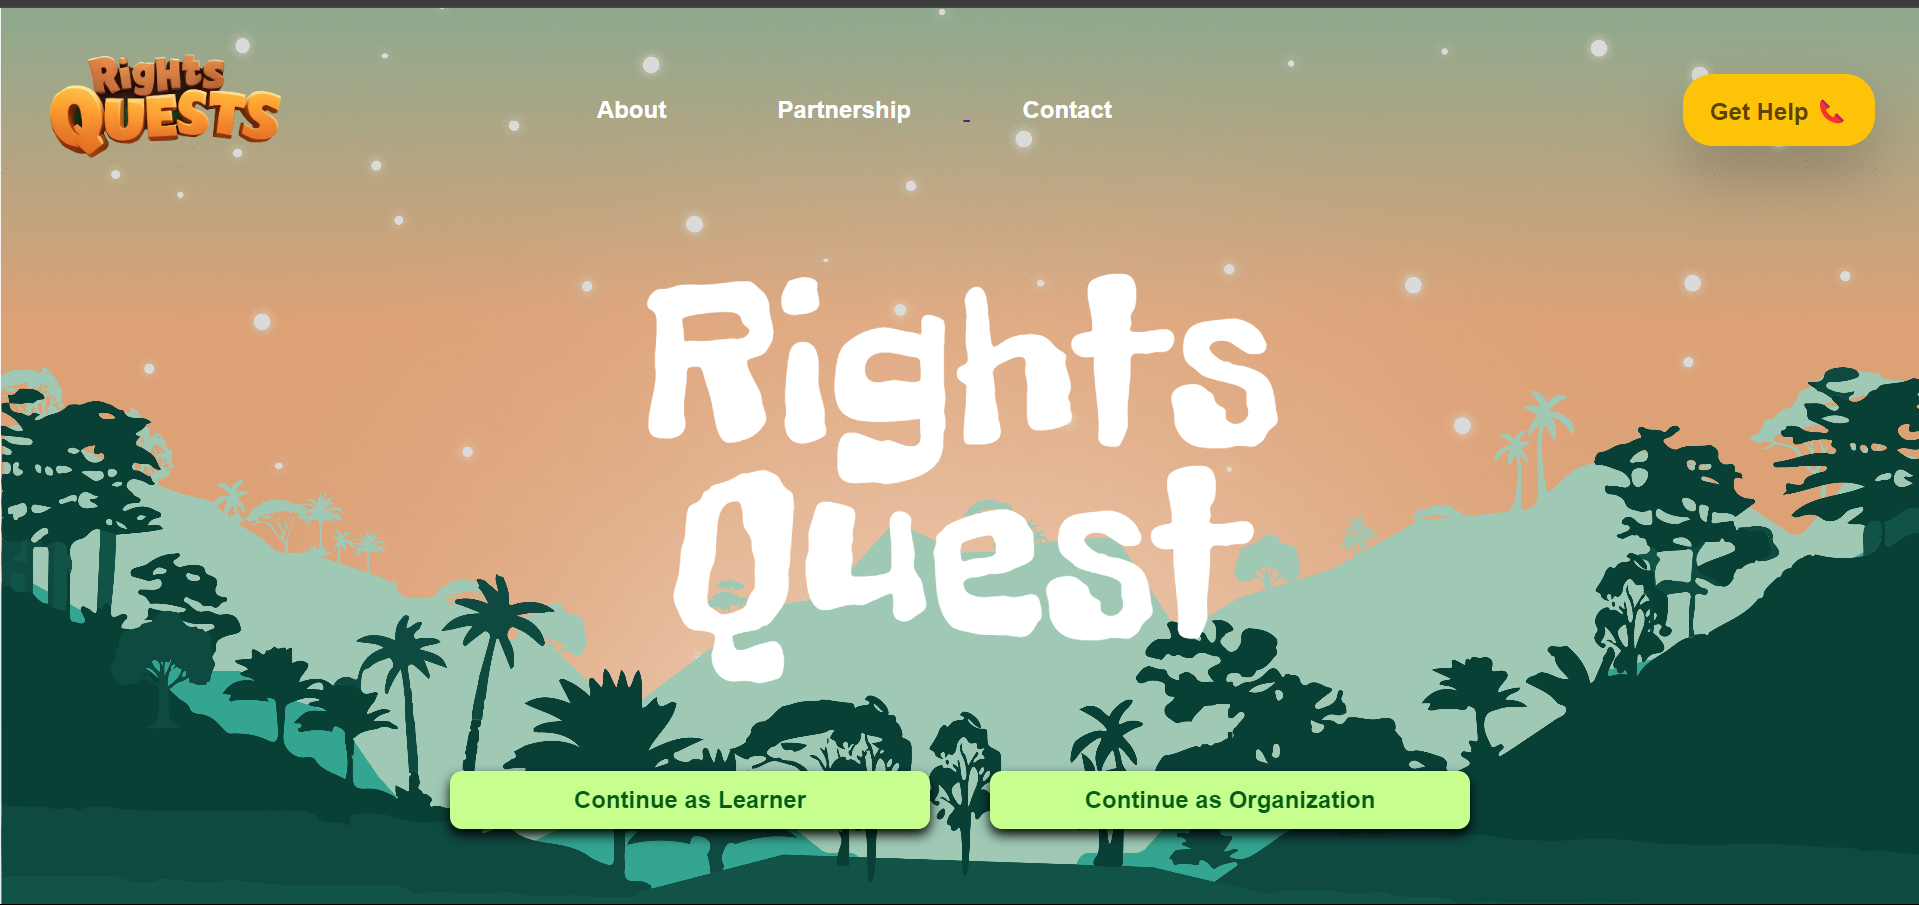 Rights
QUESTS
About
Partnership
Contact
Get Help
Rights
Quest
Continue as Learner
Continue as Organization